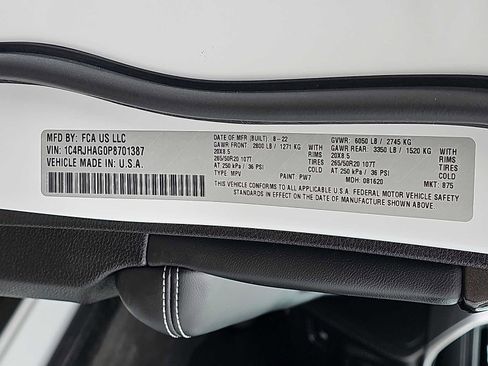 MFD BY: FCA US LLC
VIN: 1C4RJHAG0P8701387
VEHICLE MADE IN: U.S.A.
DATE OF MFR (BUILT): 8-22
GAWR FRONT: 2800 LB / 1271 KG
20X8.5
RIMS
265/50R20 107T
TIRES
AT 250 kPa / 36 PSI
COLD
TYPE: MPV
PAINT: PW7
GVWR: 6050 LB / 2745 KG
GAWR REAR: 3350 LB / 1520 KG
20X8.5
RIMS
265/50R20 107T
TIRES
AT 250 kPa / 36 PSI
COLD
MDH: 081620
MKT: 875
THIS VEHICLE CONFORMS TO ALL APPLICABLE U.S.A. FEDERAL MOTOR VEHICLE SAFETY
STANDARDS IN EFFECT ON THE DATE OF MANUFACTURE SHOWN ABOVE.